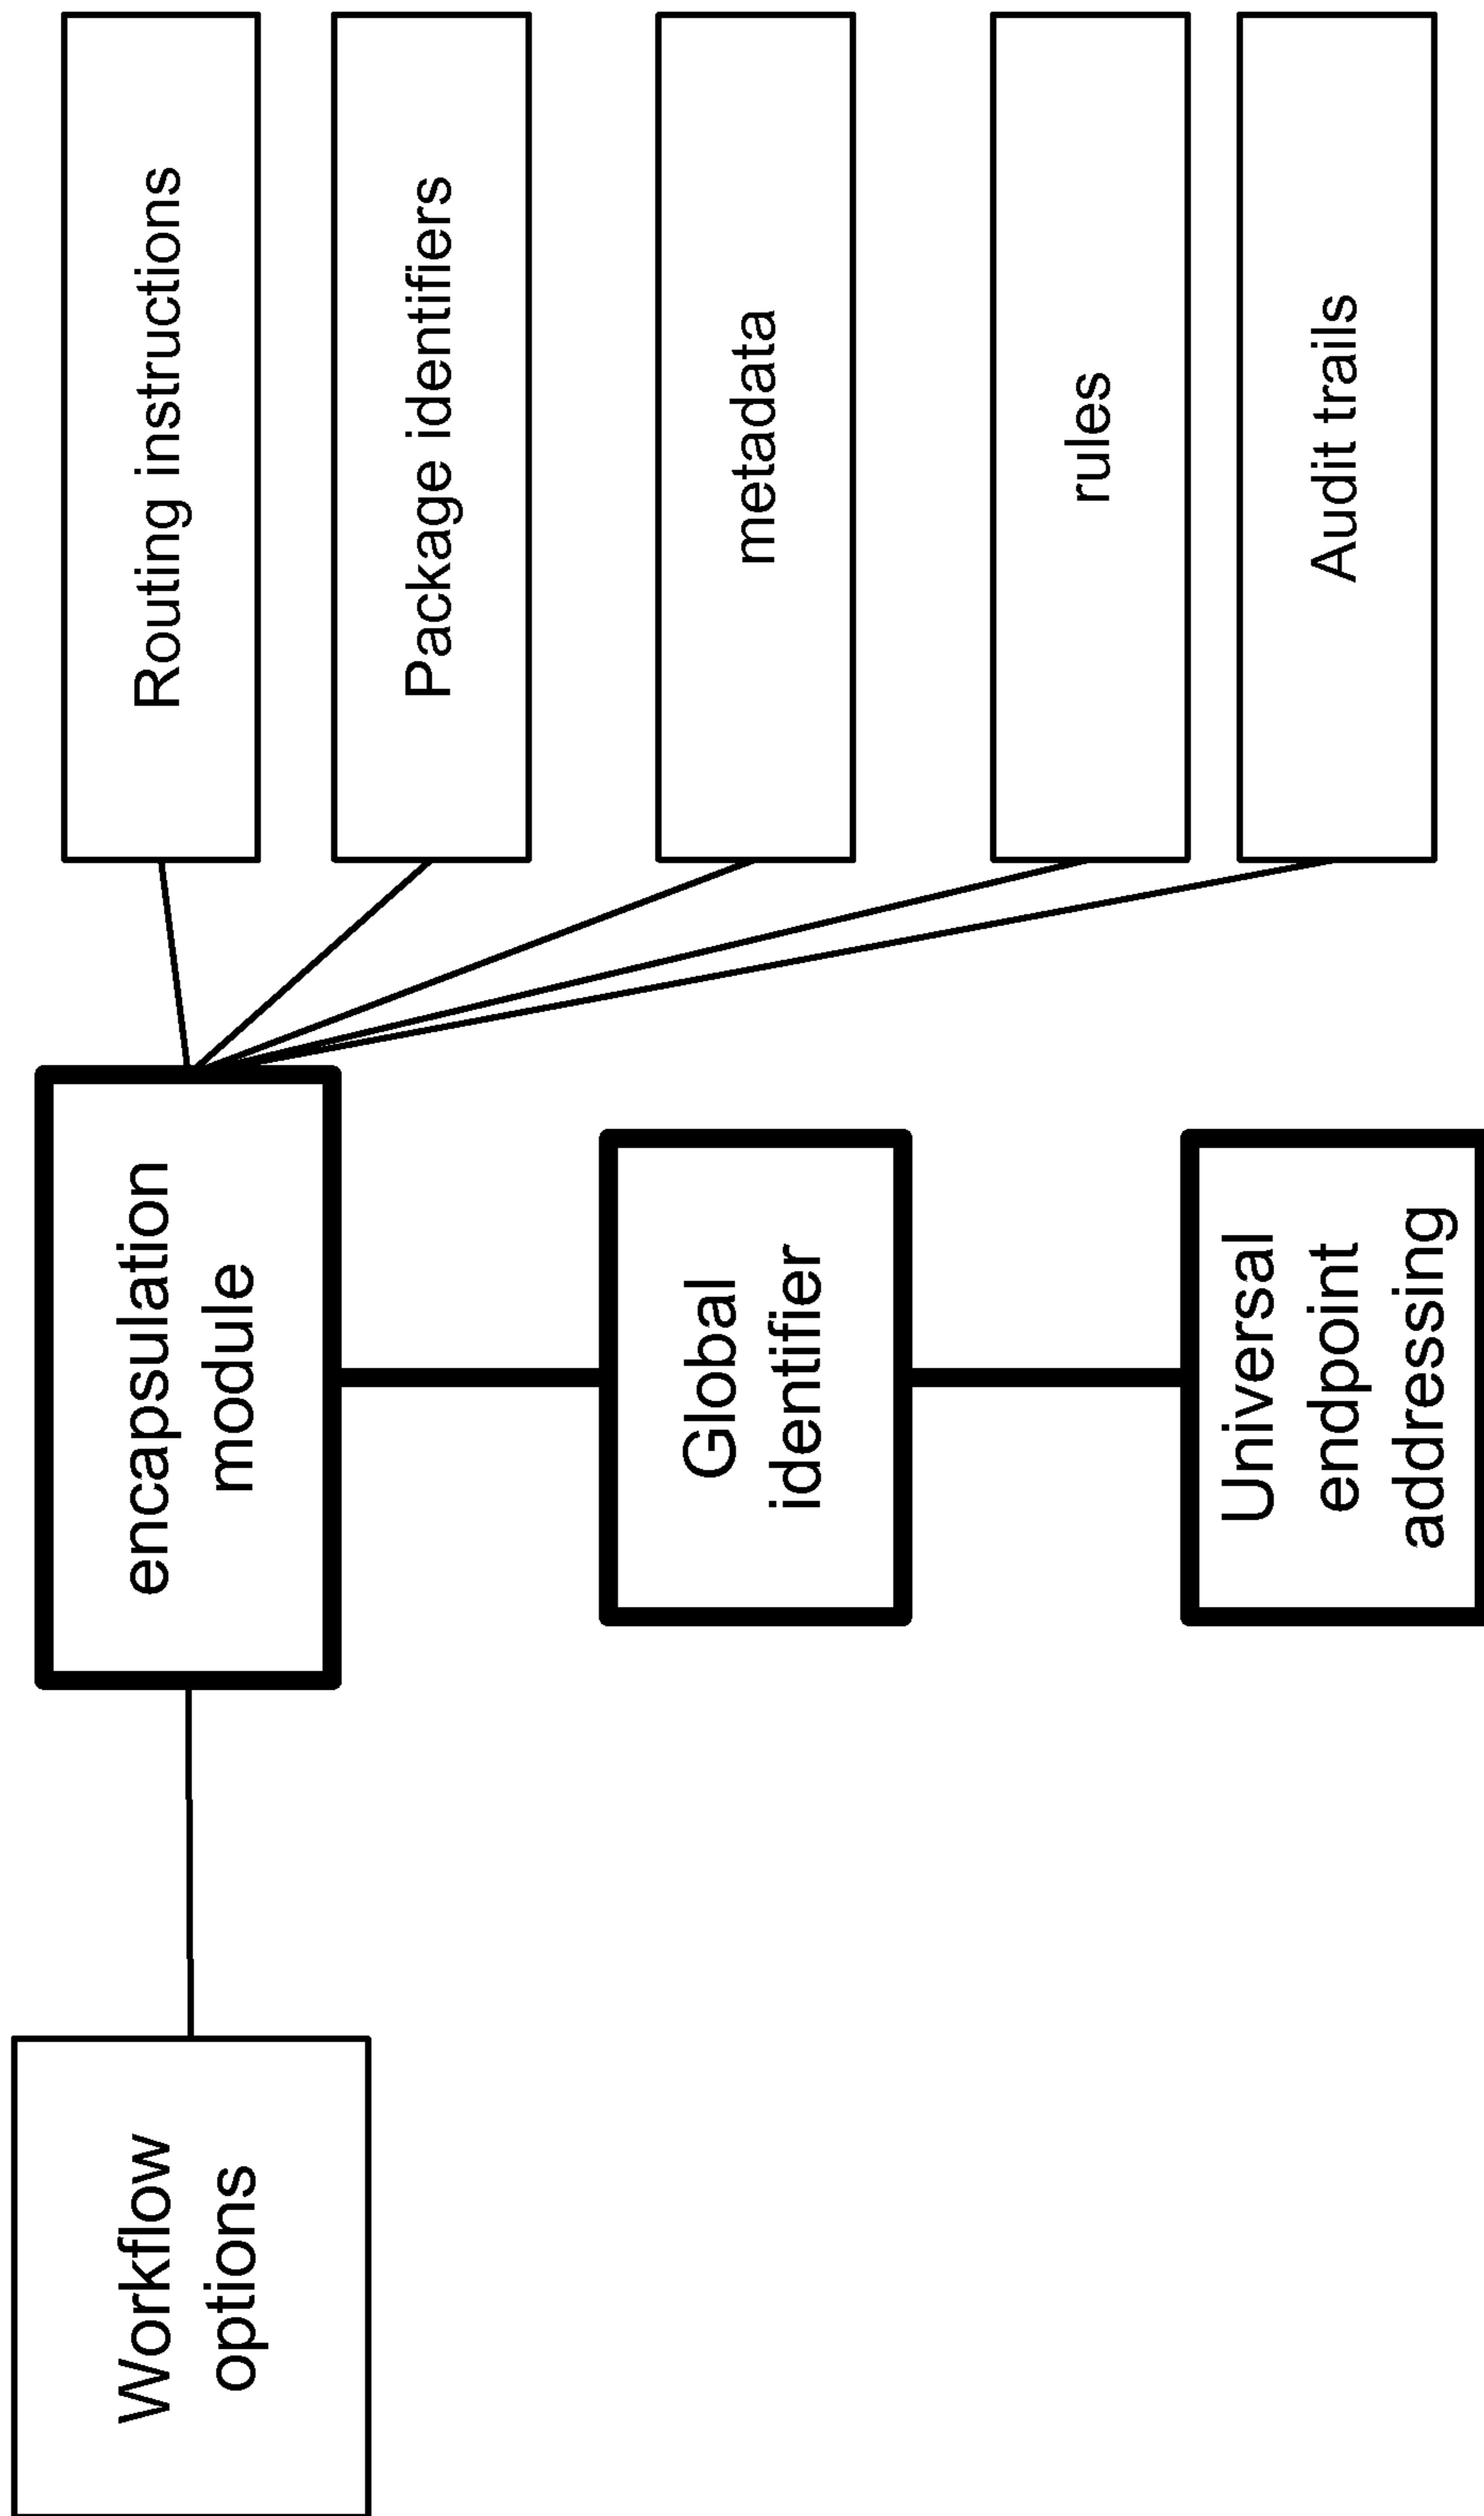 Workflow
options
encapsulation
module
Routing instructions
Package identifiers
Global
identifier
metadata
rules
Universal
endpoint
addressing
Audit trails